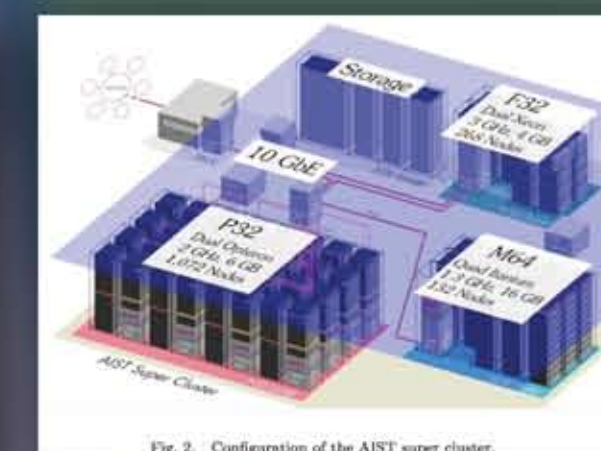 Storage
F32
Dual Xeon
3 GHz, 4 GB
268 Nodes
10 GbE
P32
Dual Opteron
2 GHz, 6 GB
1,072 Nodes
M64
Quad Itanium
1.3 GHz, 16 GB
132 Nodes
AIST Super Cluster
Fig. 2. Configuration of the AIST super cluster.